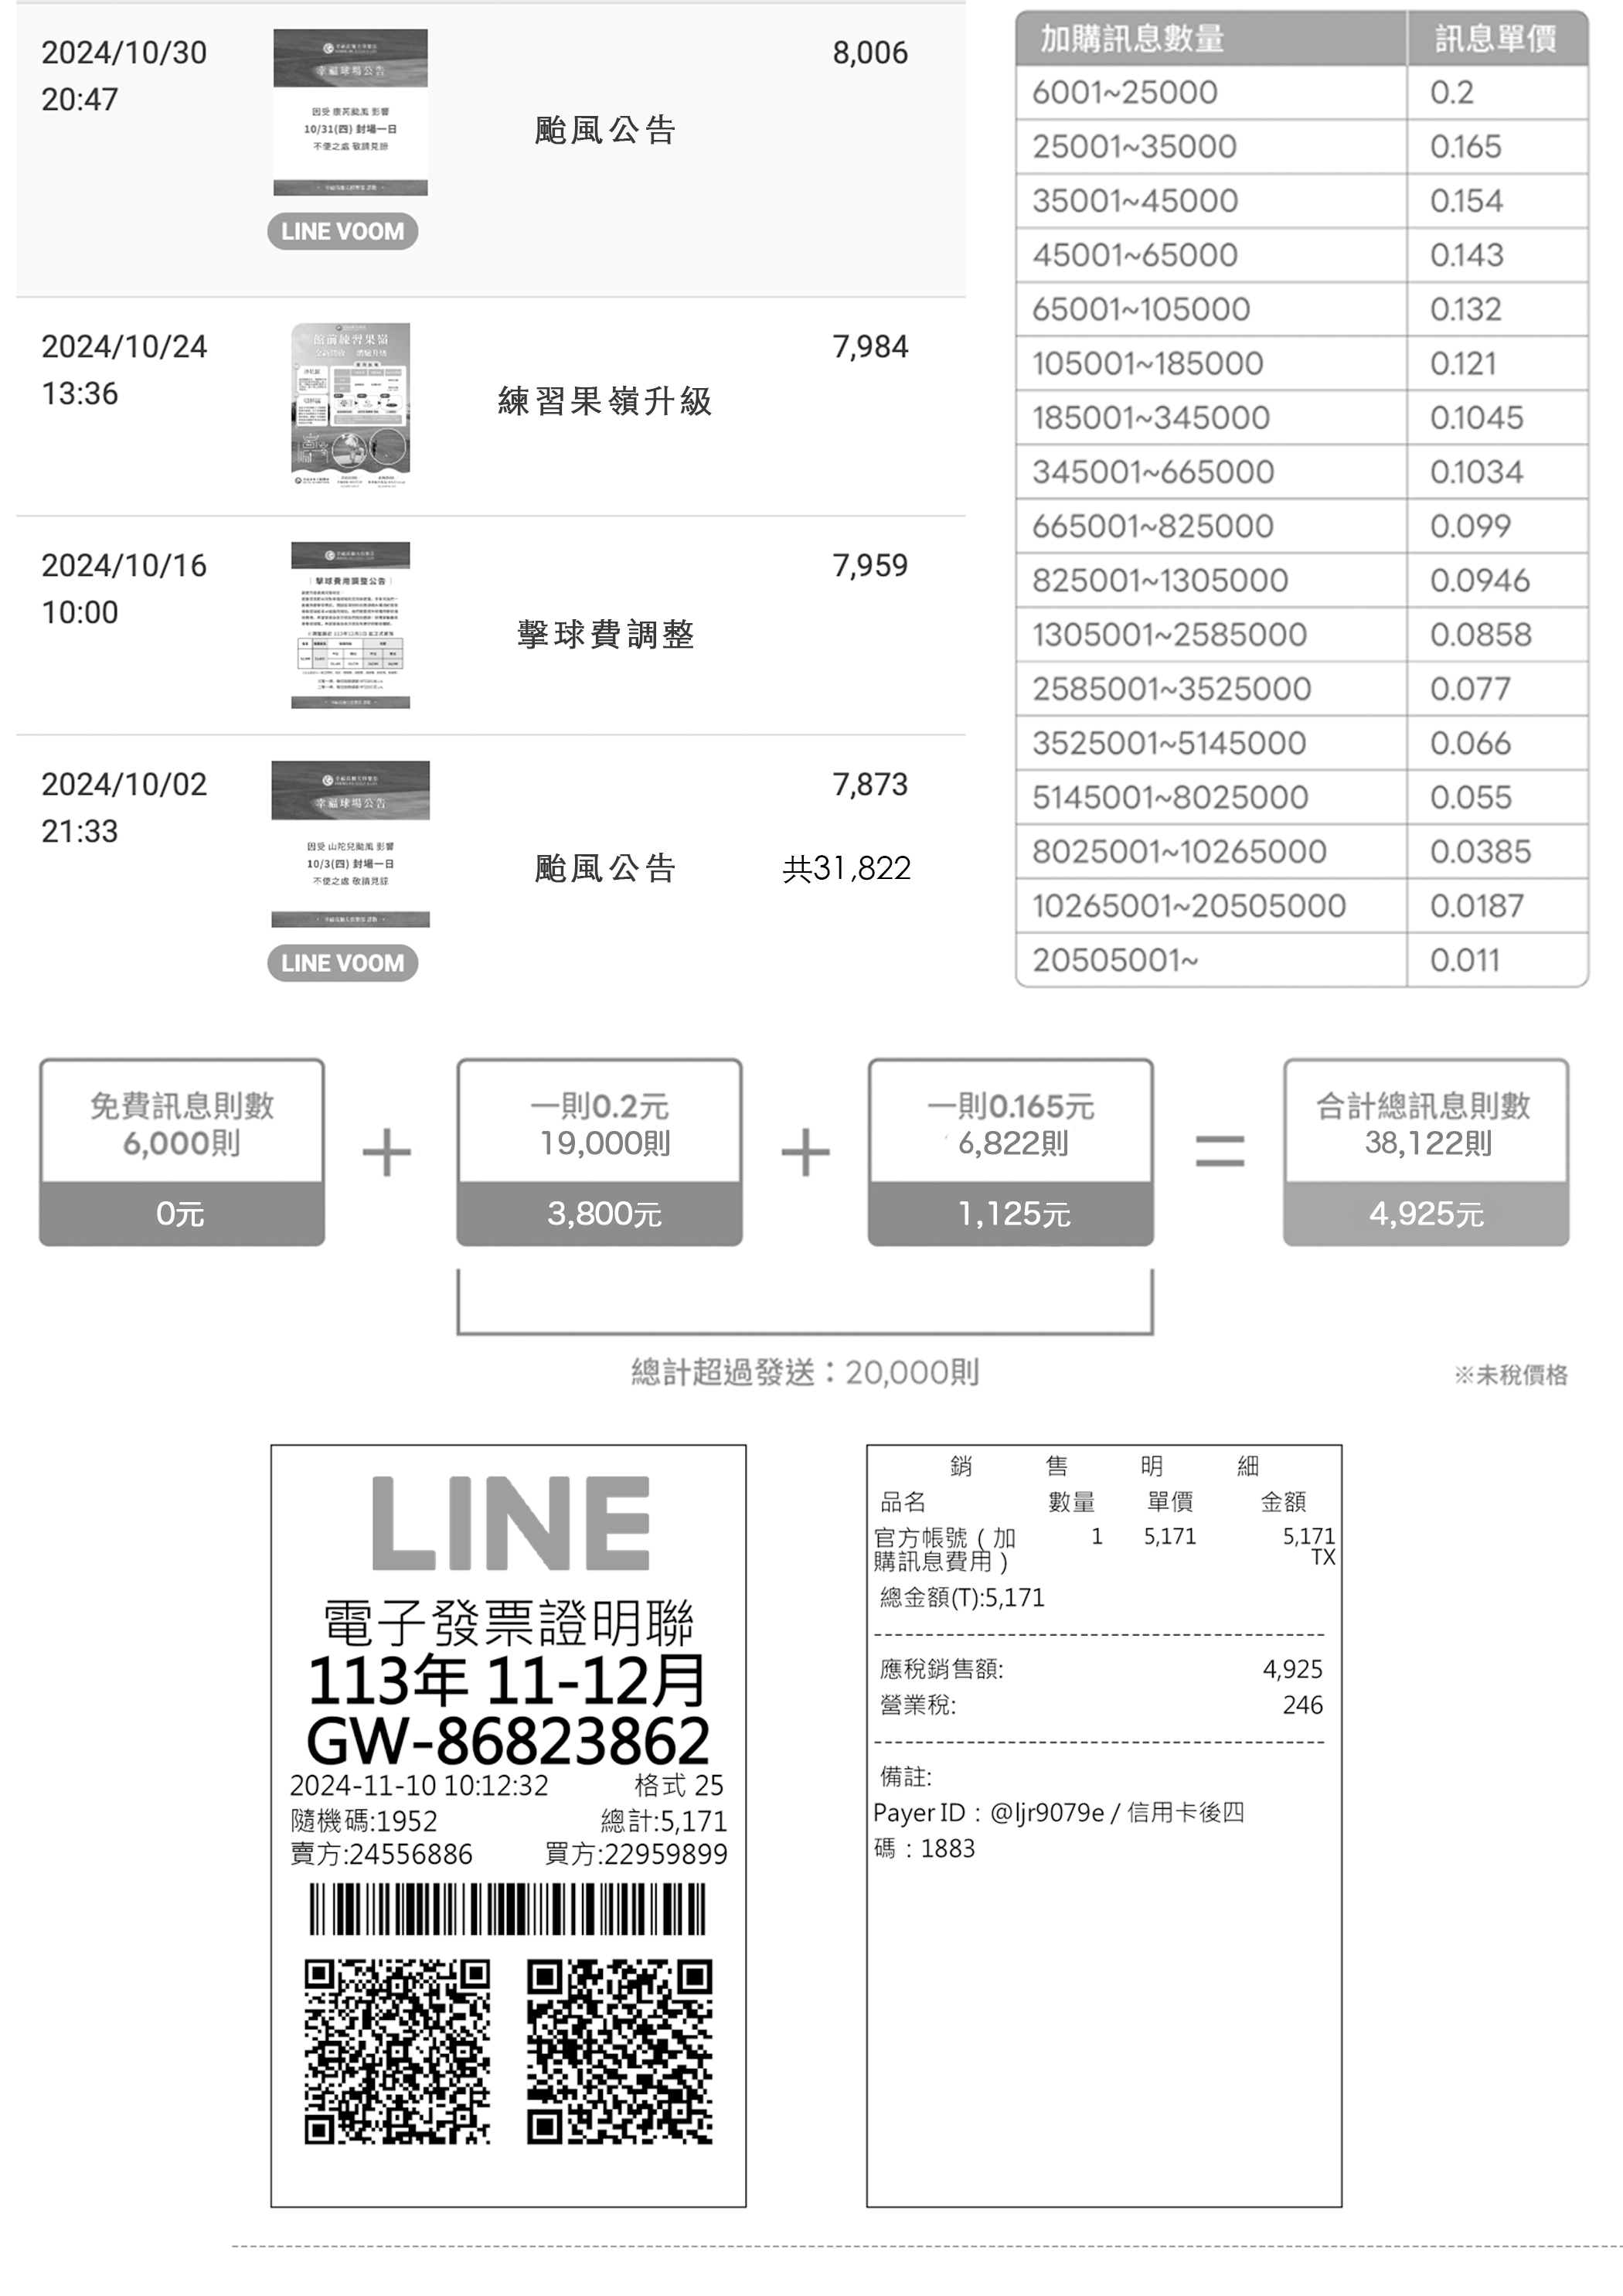 2024/10/30
20:47
幸福球場公告
因受 康芮颱風 影響
10/31(四) 封場一日
不便之處 敬請見諒
LINE VOOM
颱風公告
8,006
2024/10/24
13:36
館前練習果嶺
練習果嶺升級
7,984
2024/10/16
10:00
擊球費用調整公告
擊球費調整
7,959
2024/10/02
21:33
幸福球場公告
因受 山陀兒颱風 影響
10/3(四) 封場一日
不便之處 敬請見諒
LINE VOOM
颱風公告
7,873
共31,822
加購訊息數量 訊息單價
6001~25000 0.2
25001~35000 0.165
35001~45000 0.154
45001~65000 0.143
65001~105000 0.132
105001~185000 0.121
185001~345000 0.1045
345001~665000 0.1034
665001~825000 0.099
825001~1305000 0.0946
1305001~2585000 0.0858
2585001~3525000 0.077
3525001~5145000 0.066
5145001~8025000 0.055
8025001~10265000 0.0385
10265001~20505000 0.0187
20505001~ 0.011
免費訊息則數
6,000則
0元
+
一則0.2元
19,000則
3,800元
+
一則0.165元
6,822則
1,125元
=
合計總訊息則數
38,122則
4,925元
總計超過發送：20,000則
※未稅價格
LINE
電子發票證明聯
113年 11-12月
GW-86823862
2024-11-10 10:12:32 格式 25
隨機碼:1952 總計:5,171
賣方:24556886 買方:22959899
銷 售 明 細
品名 數量 單價 金額
官方帳號（加 1 5,171 5,171
購訊息費用） TX
總金額(T):5,171
應稅銷售額: 4,925
營業稅: 246
備註:
Payer ID：@ljr9079e / 信用卡後四
碼：1883